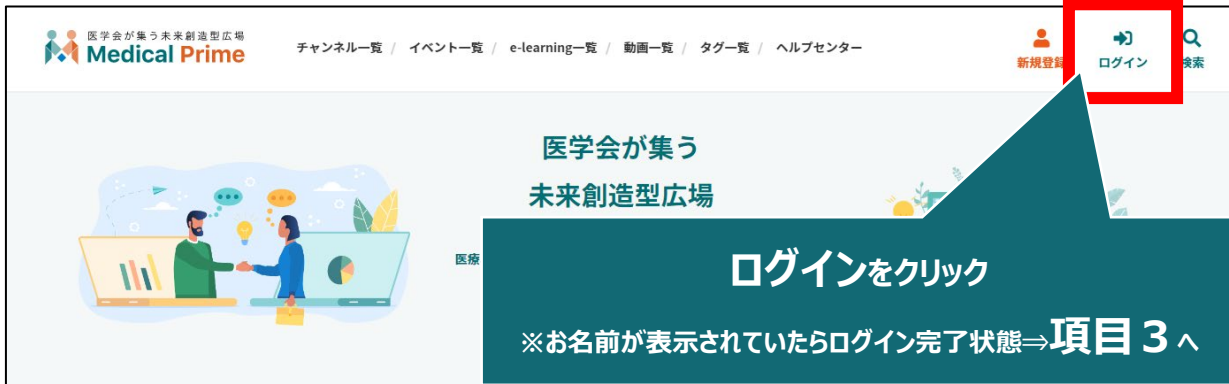 医学会が集う未来創造型広場
Medical Prime
チャンネル一覧 / イベント一覧 / e-learning一覧 / 動画一覧 / タグ一覧 / ヘルプセンター
新規登録
ログイン
検索
医学会が集う
未来創造型広場
医療
ログインをクリック
※お名前が表示されていたらログイン完了状態⇒項目３へ